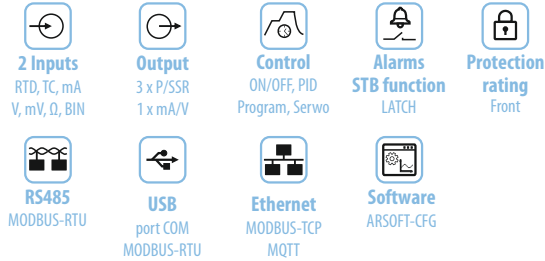 2 Inputs
RTD, TC, mA
V, mV, Ω, BIN
Output
3 x P/SSR
1 x mA/V
Control
ON/OFF, PID
Program, Serwo
Alarms
STB function
LATCH
Protection
rating
Front
RS485
MODBUS-RTU
USB
port COM
MODBUS-RTU
Ethernet
MODBUS-TCP
MQTT
Software
ARSOFT-CFG